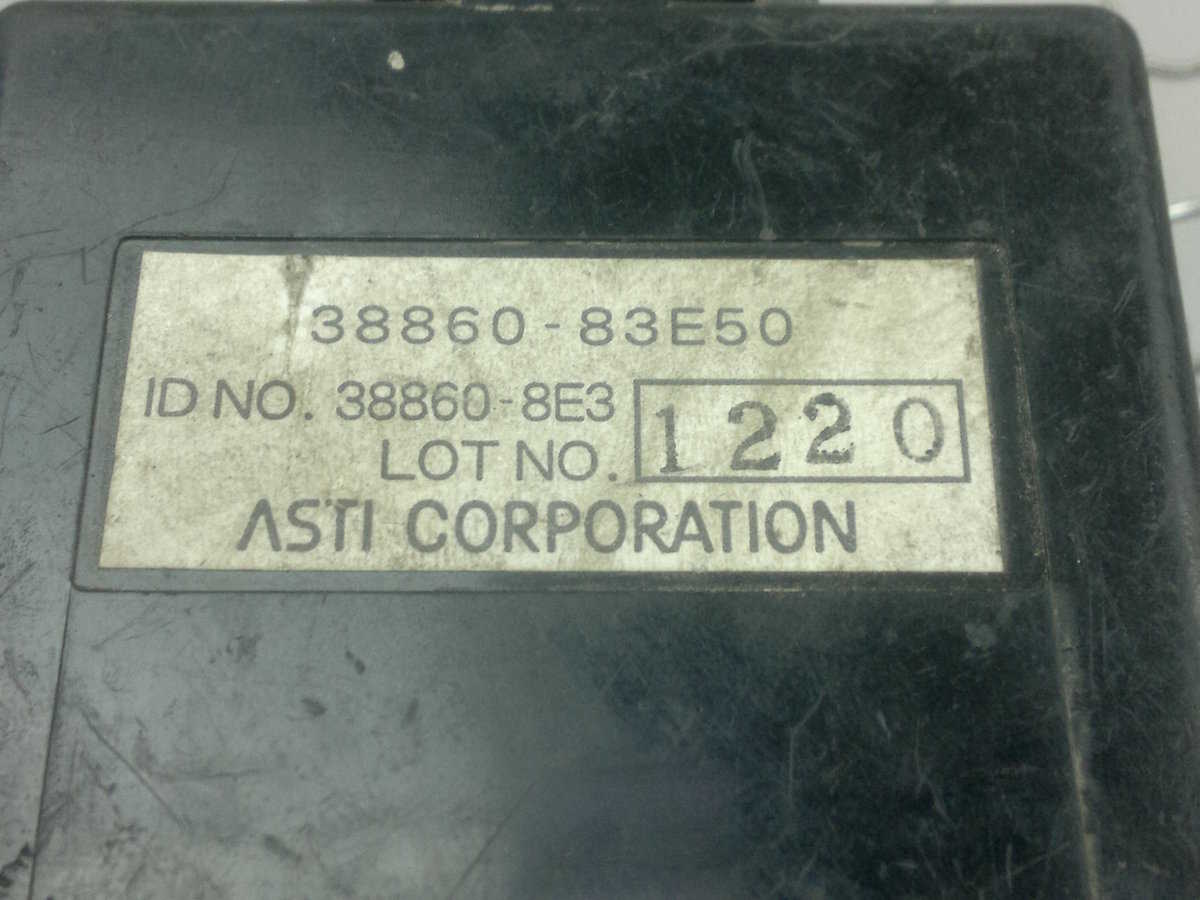 38860-83E50
ID NO. 38860-8E3
LOT NO. 1220
ASTI CORPORATION